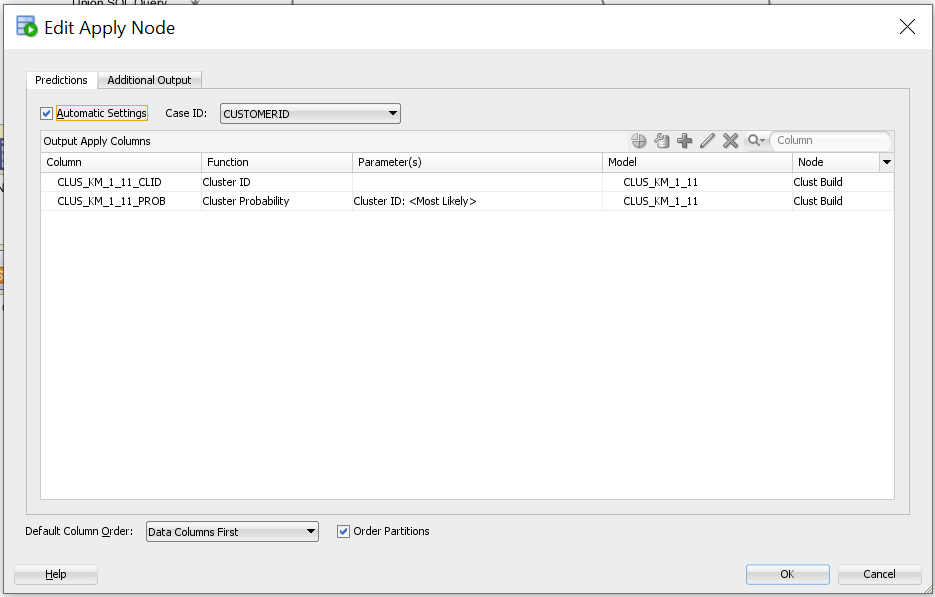 Union SQL Query
Edit Apply Node
Predictions Additional Output
Automatic Settings Case ID: CUSTOMERID
Output Apply Columns Column
Column Function Parameter(s) Model Node
CLUS_KM_1_11_CLID Cluster ID CLUS_KM_1_11 Clust Build
CLUS_KM_1_11_PROB Cluster Probability Cluster ID: <Most Likely> CLUS_KM_1_11 Clust Build
Default Column Order: Data Columns First Order Partitions
Help OK Cancel